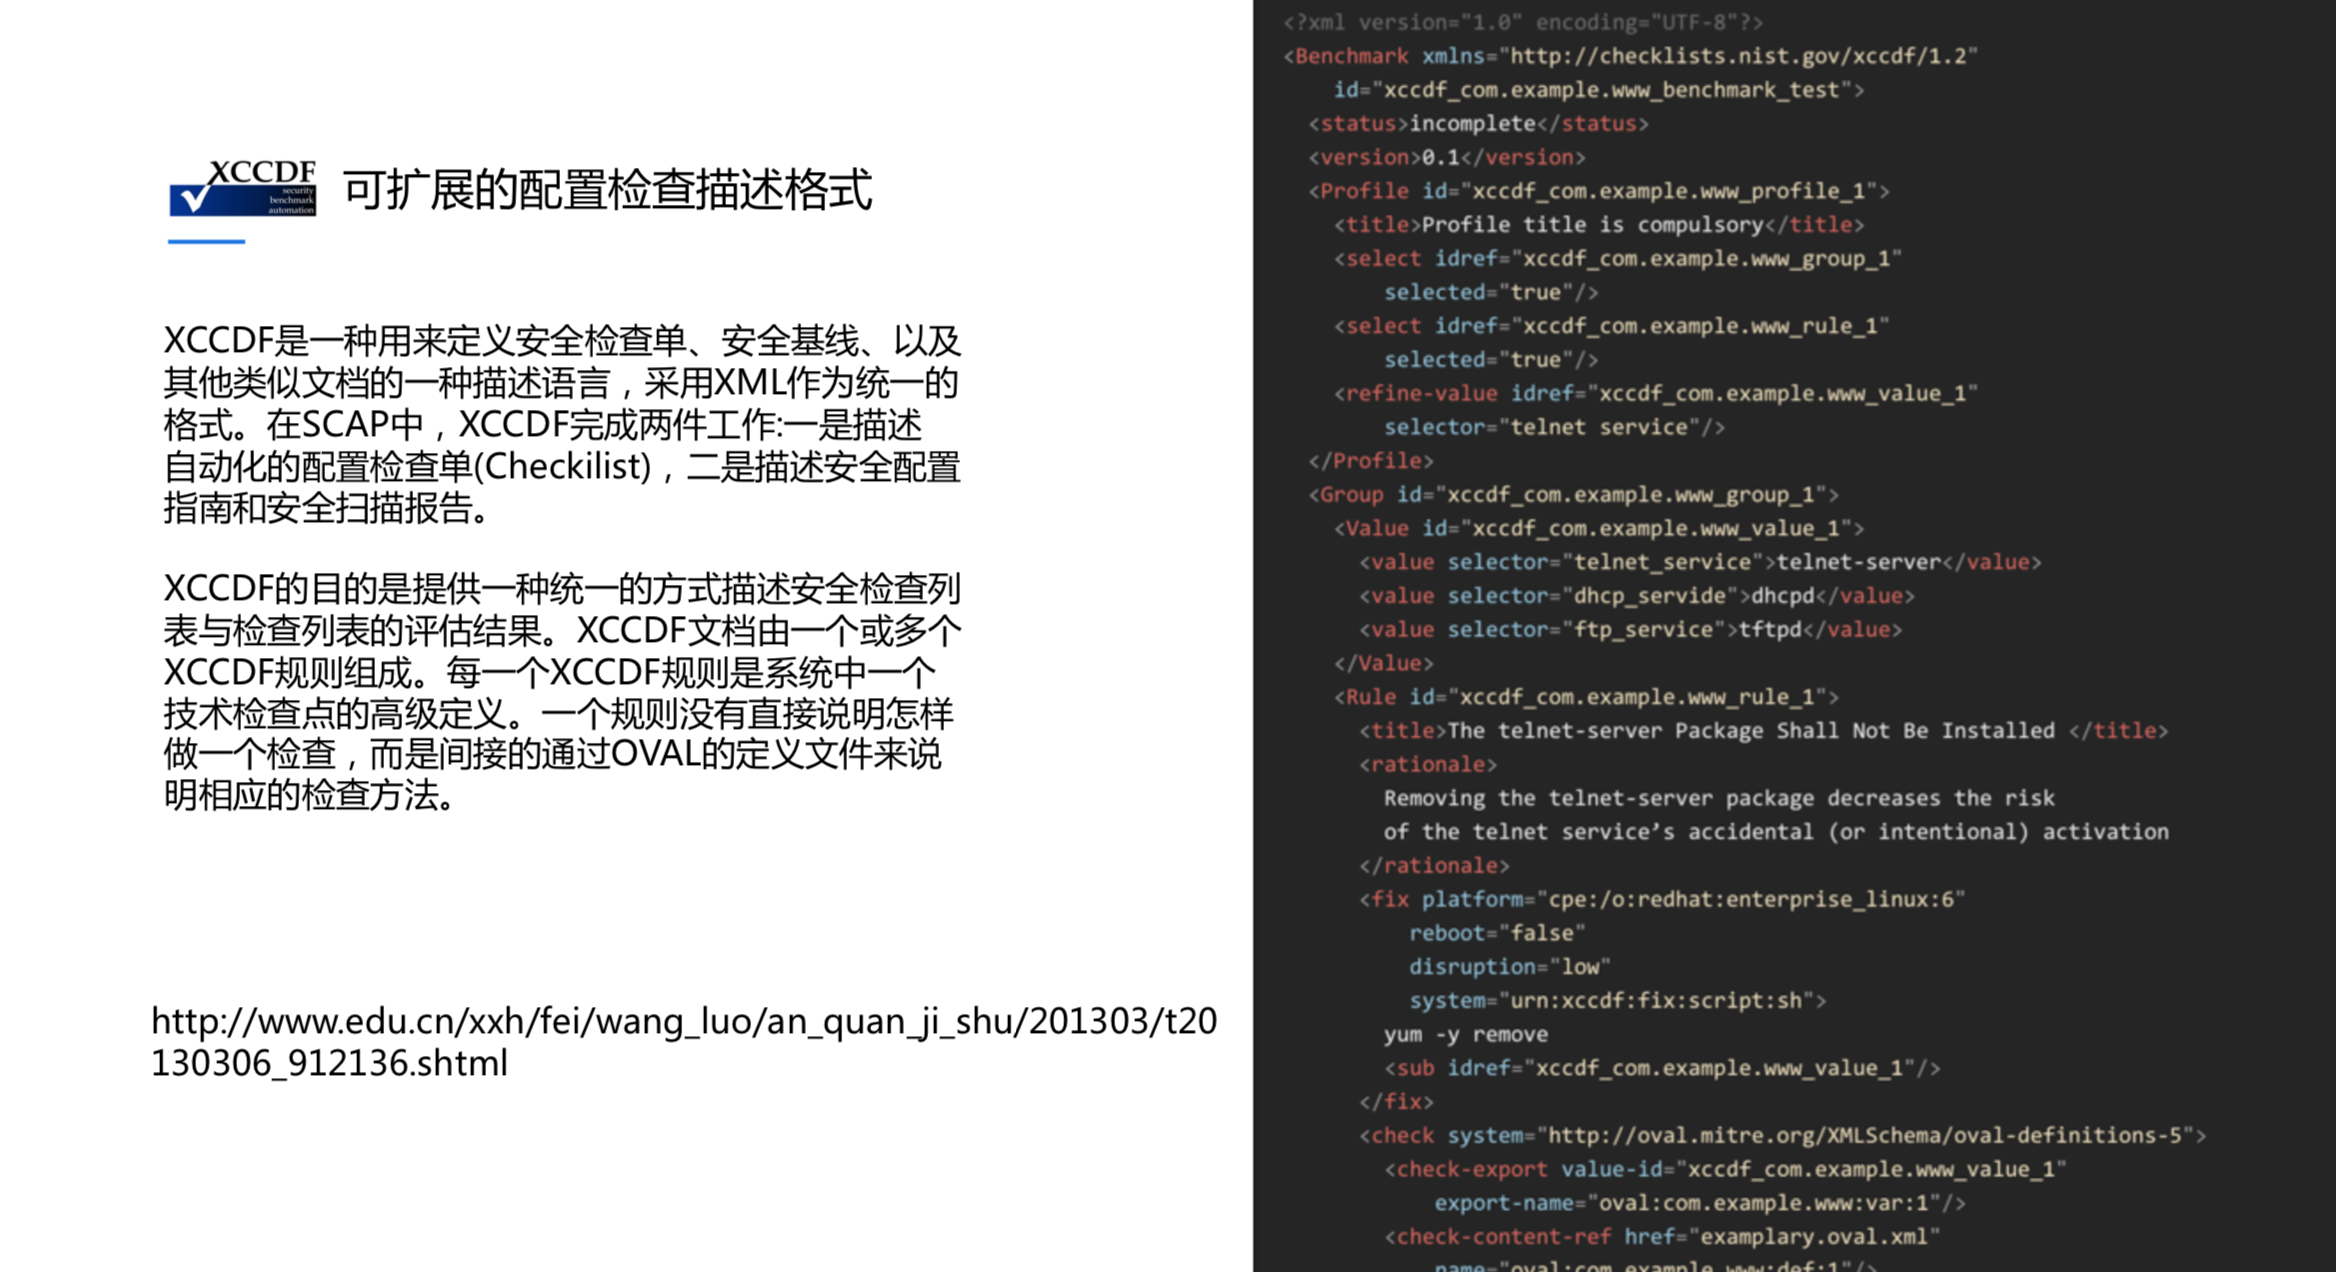 XCCDF
security
benchmark
automation
可扩展的配置检查描述格式
XCCDF是一种用来定义安全检查单、安全基线、以及
其他类似文档的一种描述语言，采用XML作为统一的
格式。在SCAP中，XCCDF完成两件工作:一是描述
自动化的配置检查单(Checkilist)，二是描述安全配置
指南和安全扫描报告。
XCCDF的目的是提供一种统一的方式描述安全检查列
表与检查列表的评估结果。XCCDF文档由一个或多个
XCCDF规则组成。每一个XCCDF规则是系统中一个
技术检查点的高级定义。一个规则没有直接说明怎样
做一个检查，而是间接的通过OVAL的定义文件来说
明相应的检查方法。
http://www.edu.cn/xxh/fei/wang_luo/an_quan_ji_shu/201303/t20
130306_912136.shtml
<?xml version="1.0" encoding="UTF-8"?>
<Benchmark xmlns="http://checklists.nist.gov/xccdf/1.2"
id="xccdf_com.example.www_benchmark_test">
<status>incomplete</status>
<version>0.1</version>
<Profile id="xccdf_com.example.www_profile_1">
<title>Profile title is compulsory</title>
<select idref="xccdf_com.example.www_group_1"
selected="true"/>
<select idref="xccdf_com.example.www_rule_1"
selected="true"/>
<refine-value idref="xccdf_com.example.www_value_1"
selector="telnet service"/>
</Profile>
<Group id="xccdf_com.example.www_group_1">
<Value id="xccdf_com.example.www_value_1">
<value selector="telnet_service">telnet-server</value>
<value selector="dhcp_servide">dhcpd</value>
<value selector="ftp_service">tftpd</value>
</Value>
<Rule id="xccdf_com.example.www_rule_1">
<title>The telnet-server Package Shall Not Be Installed </title>
<rationale>
Removing the telnet-server package decreases the risk
of the telnet service’s accidental (or intentional) activation
</rationale>
<fix platform="cpe:/o:redhat:enterprise_linux:6"
reboot="false"
disruption="low"
system="urn:xccdf:fix:script:sh">
yum -y remove
<sub idref="xccdf_com.example.www_value_1"/>
</fix>
<check system="http://oval.mitre.org/XMLSchema/oval-definitions-5">
<check-export value-id="xccdf_com.example.www_value_1"
export-name="oval:com.example.www:var:1"/>
<check-content-ref href="examplary.oval.xml"
name="oval:com.example.www:def:1"/>